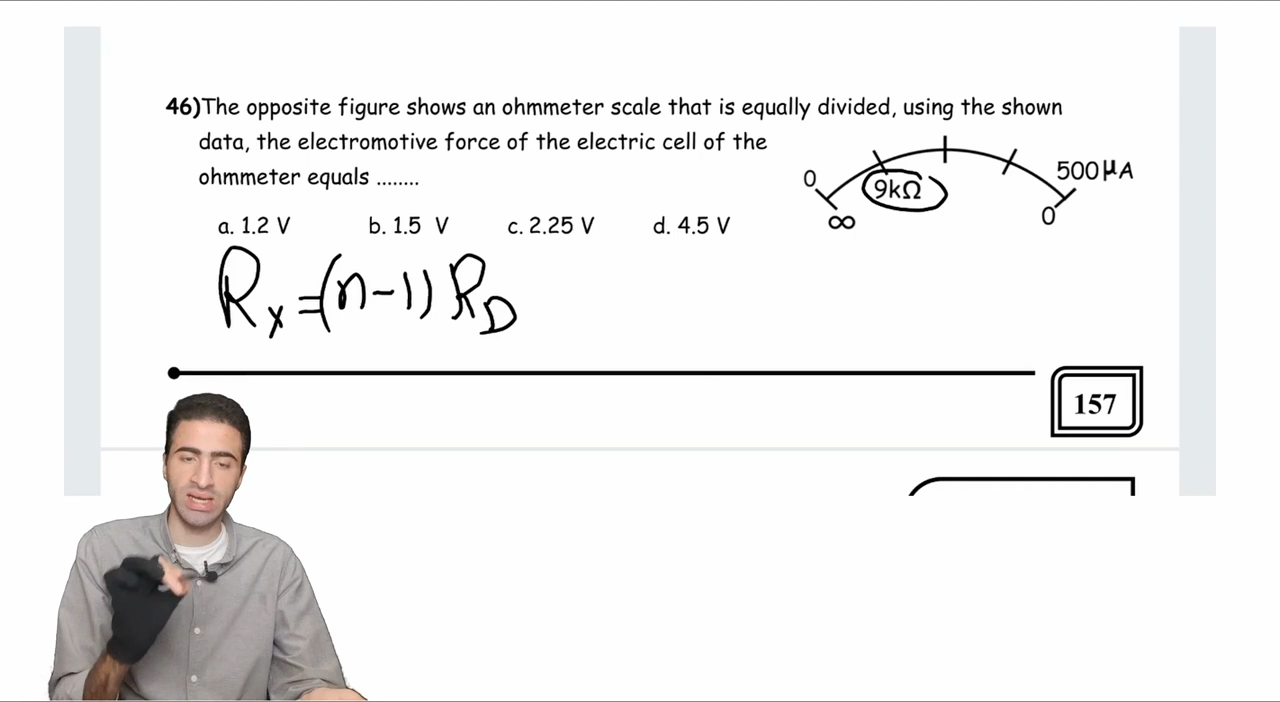 46)The opposite figure shows an ohmmeter scale that is equally divided, using the shown
data, the electromotive force of the electric cell of the
ohmmeter equals ........
a. 1.2 V b. 1.5 V c. 2.25 V d. 4.5 V
0
9kΩ
500μA
∞
0
Rx=(n-1) RD
157